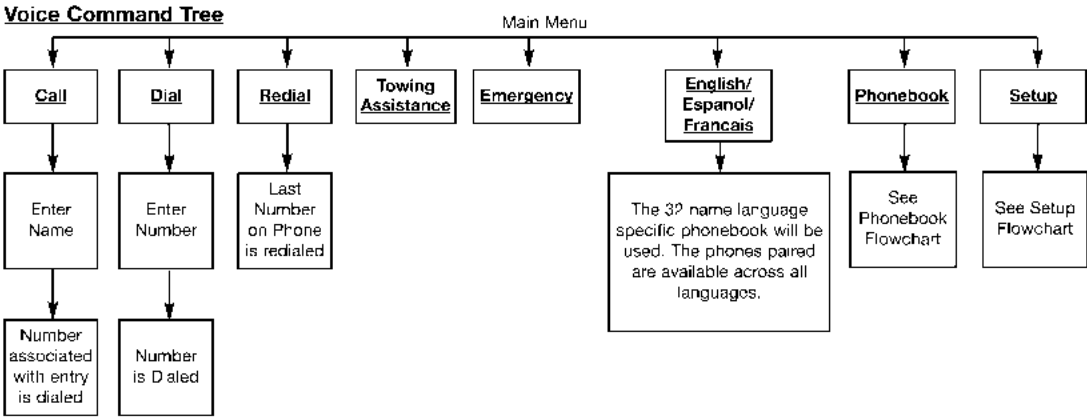 Voice Command Tree
Main Menu
Call
Dial
Redial
Towing
Assistance
Emergency
English/
Espanol/
Francais
Phonebook
Setup
Enter
Name
Enter
Number
Last
Number
on Phone
is redialed
The 32 name language
specific phonebook will be
used. The phones paired
are available across all
languages.
See
Phonebook
Flowchart
See Setup
Flowchart
Number
associated
with entry
is dialed
Number
is Dialed